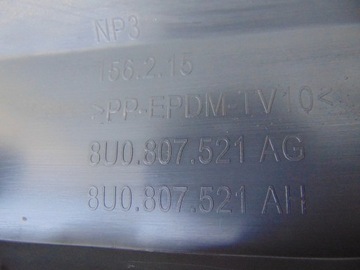 NP3
156.2.15
>PP-EPDM-TV10<
8U0.807.521 AG
8U0.807.521 AH